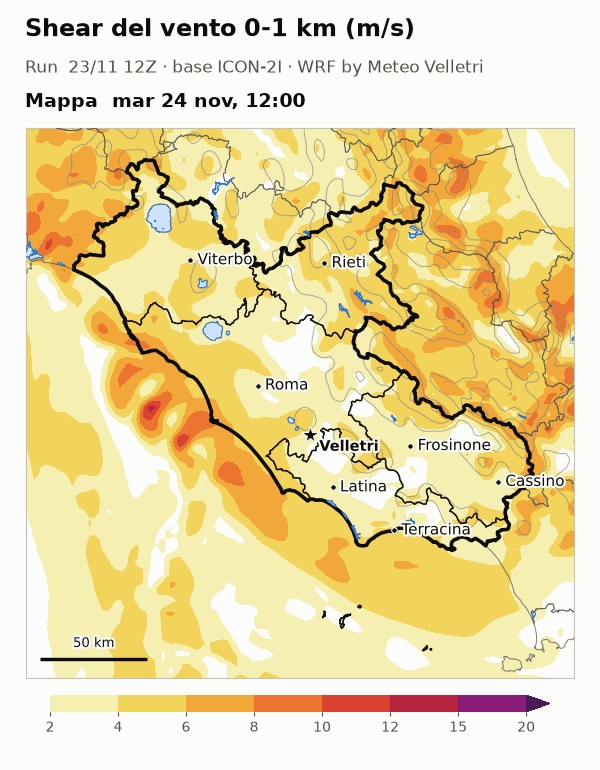 Shear del vento 0-1 km (m/s)
Run  23/11 12Z · base ICON-2I · WRF by Meteo Velletri
Mappa  mar 24 nov, 12:00
Viterbo
Rieti
Roma
Velletri
Frosinone
Cassino
Latina
Terracina
50 km
2 4 6 8 10 12 15 20